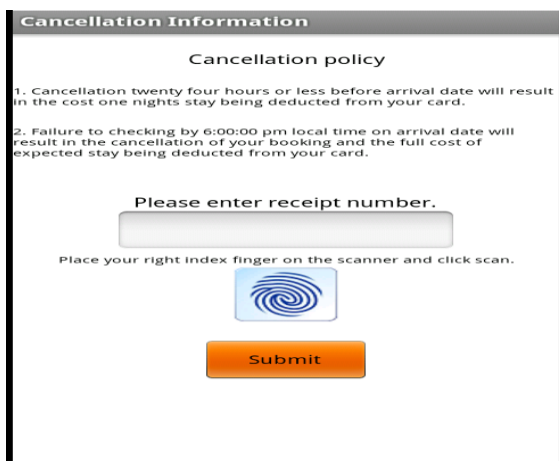 Cancellation Information
Cancellation policy
1. Cancellation twenty four hours or less before arrival date will result
in the cost one nights stay being deducted from your card.
2. Failure to checking by 6:00:00 pm local time on arrival date will
result in the cancellation of your booking and the full cost of
expected stay being deducted from your card.
Please enter receipt number.
Place your right index finger on the scanner and click scan.
Submit